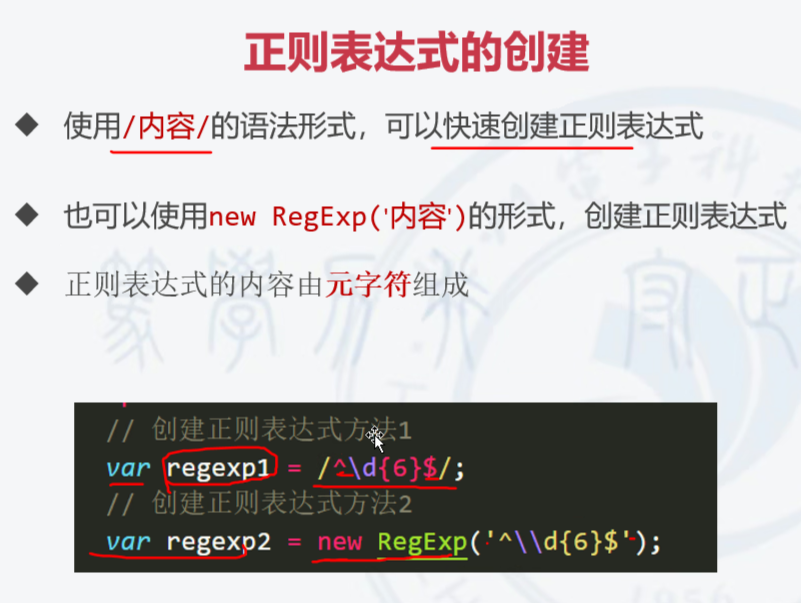 正则表达式的创建
使用/内容/的语法形式，可以快速创建正则表达式
也可以使用new RegExp('内容')的形式，创建正则表达式
正则表达式的内容由元字符组成
// 创建正则表达式方法1
var regexp1 = /^\d{6}$/;
// 创建正则表达式方法2
var regexp2 = new RegExp('^\\d{6}$');
1956